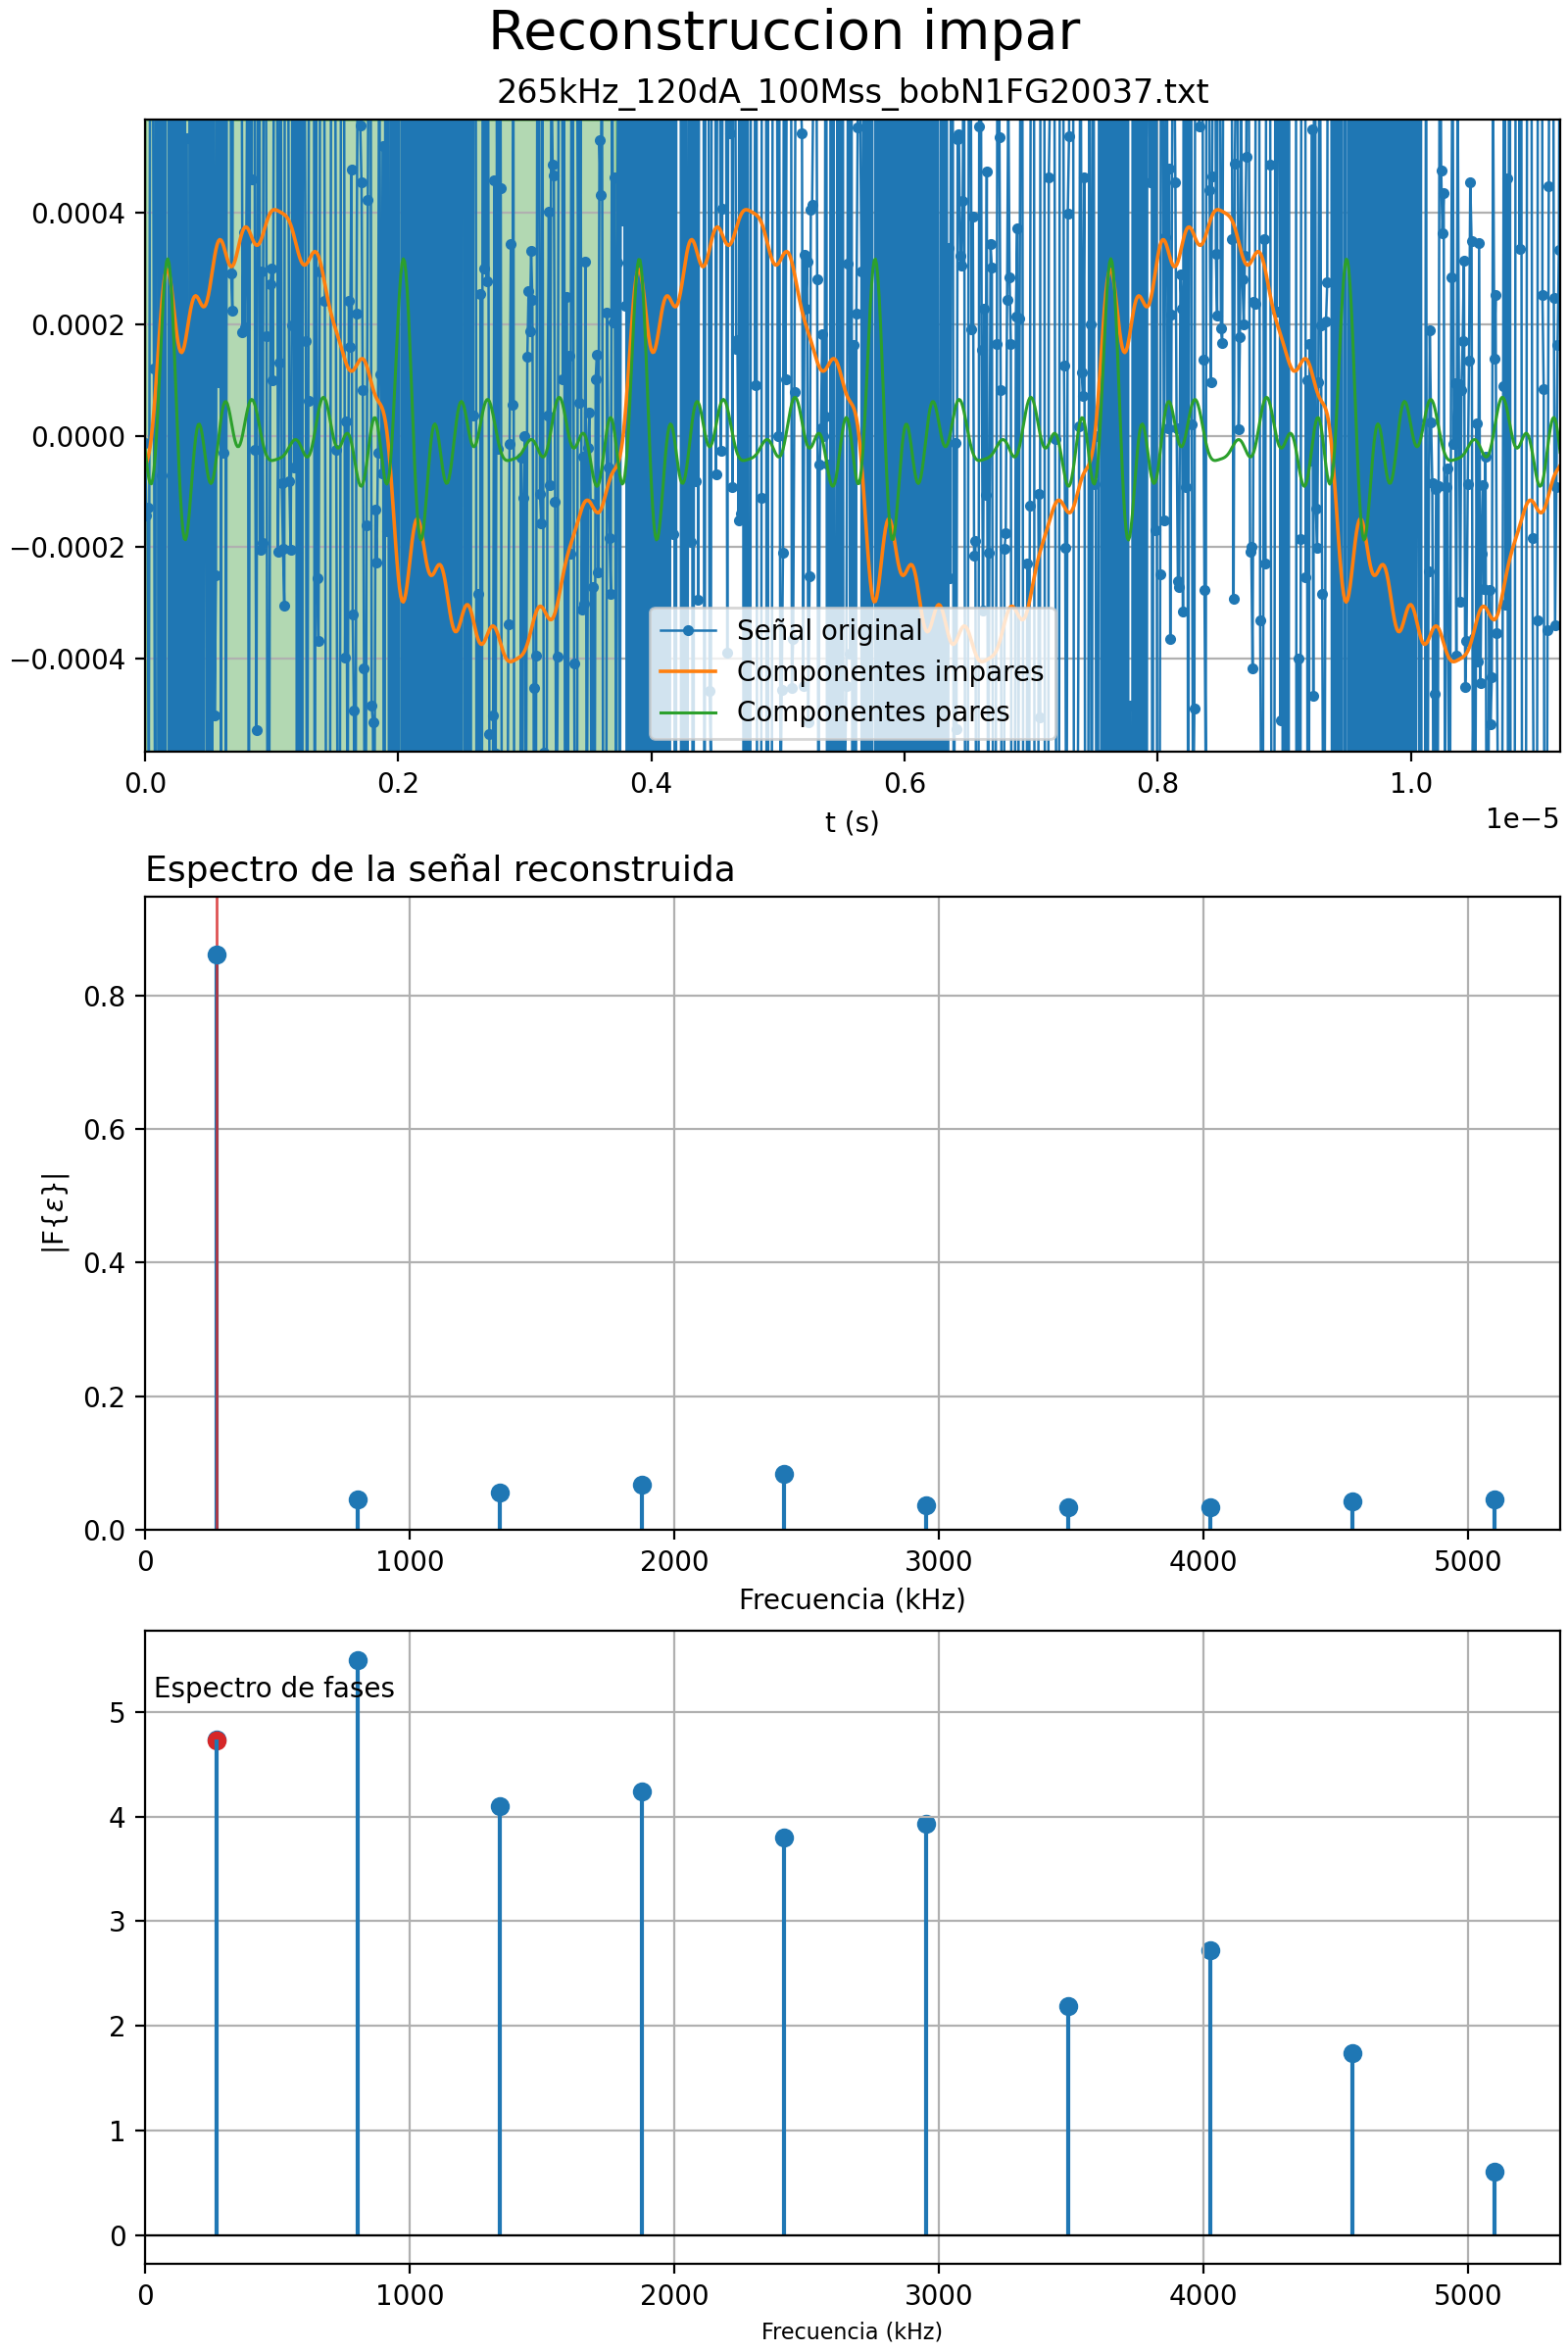 Reconstruccion impar
265kHz_120dA_100Mss_bobN1FG20037.txt
0.0004
0.0002
0.0000
−0.0002
−0.0004
Señal original
Componentes impares
Componentes pares
0.0 0.2 0.4 0.6 0.8 1.0
1e−5
t (s)
Espectro de la señal reconstruida
0.8
0.6
0.4
0.2
0.0
|F{ε}|
0 1000 2000 3000 4000 5000
Frecuencia (kHz)
Espectro de fases
5
4
3
2
1
0
0 1000 2000 3000 4000 5000
Frecuencia (kHz)